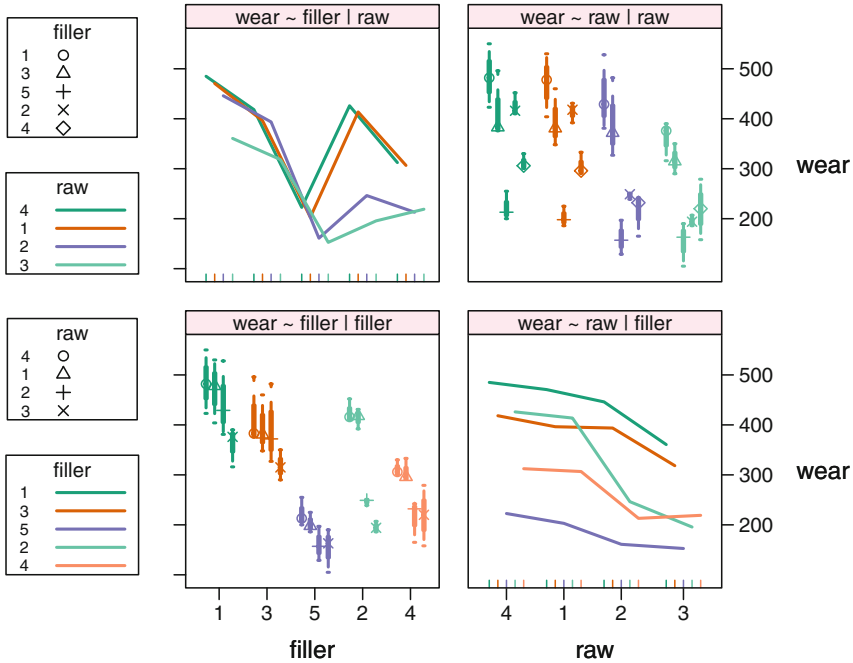 filler
1
3
5
2
4
raw
4
1
2
3
wear ~ filler | raw
wear ~ raw | raw
500
400
300
200
wear
raw
4
1
2
3
filler
1
3
5
2
4
wear ~ filler | filler
wear ~ raw | filler
500
400
300
200
wear
1 3 5 2 4
4 1 2 3
filler
raw